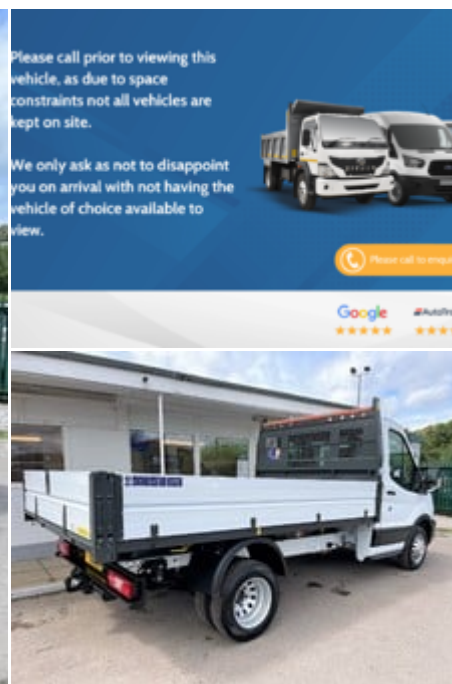 Please call prior to viewing this
vehicle, as due to space
constraints not all vehicles are
kept on site.
We only ask as not to disappoint
you on arrival with not having the
vehicle of choice available to
view.
Please call to enqui
Google
AutoTra